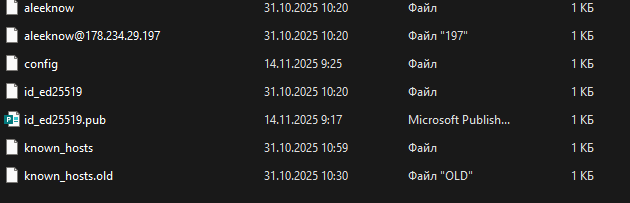 aleeknow 31.10.2025 10:20 Файл 1 КБ
aleeknow@178.234.29.197 31.10.2025 10:20 Файл "197" 1 КБ
config 14.11.2025 9:25 Файл 1 КБ
id_ed25519 31.10.2025 10:20 Файл 1 КБ
id_ed25519.pub 14.11.2025 9:17 Microsoft Publish... 1 КБ
known_hosts 31.10.2025 10:59 Файл 1 КБ
known_hosts.old 31.10.2025 10:30 Файл "OLD" 1 КБ